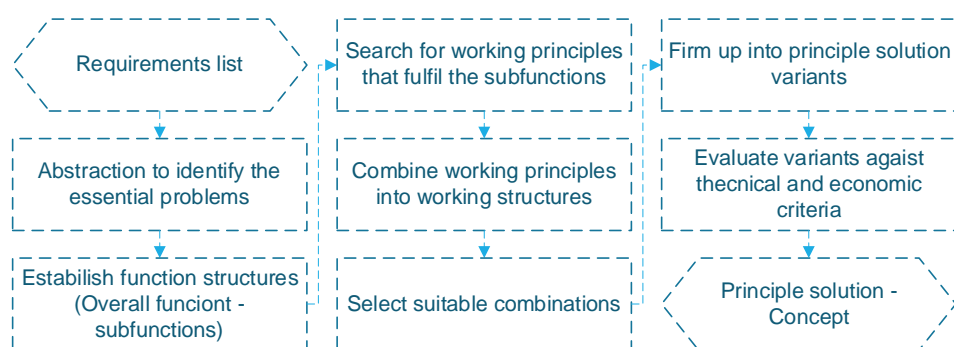 Requirements list
Abstraction to identify the
essential problems
Estabilish function structures
(Overall funciont -
subfunctions)
Search for working principles
that fulfil the subfunctions
Combine working principles
into working structures
Select suitable combinations
Firm up into principle solution
variants
Evaluate variants agaist
thecnical and economic
criteria
Principle solution -
Concept